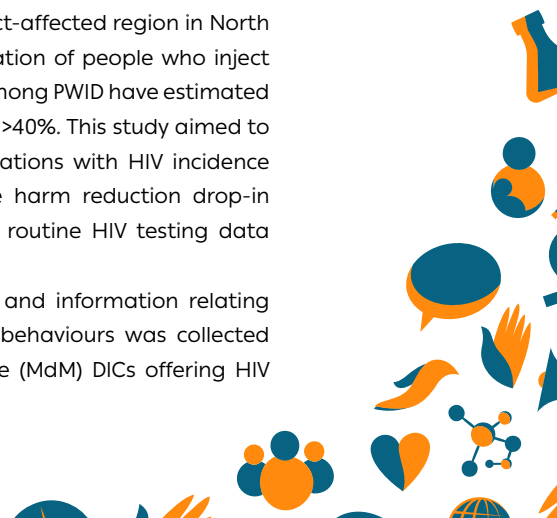 ct-affected region in North
ation of people who inject
mong PWID have estimated
>40%. This study aimed to
ations with HIV incidence
e harm reduction drop-in
routine HIV testing data
and information relating
behaviours was collected
e (MdM) DICs offering HIV